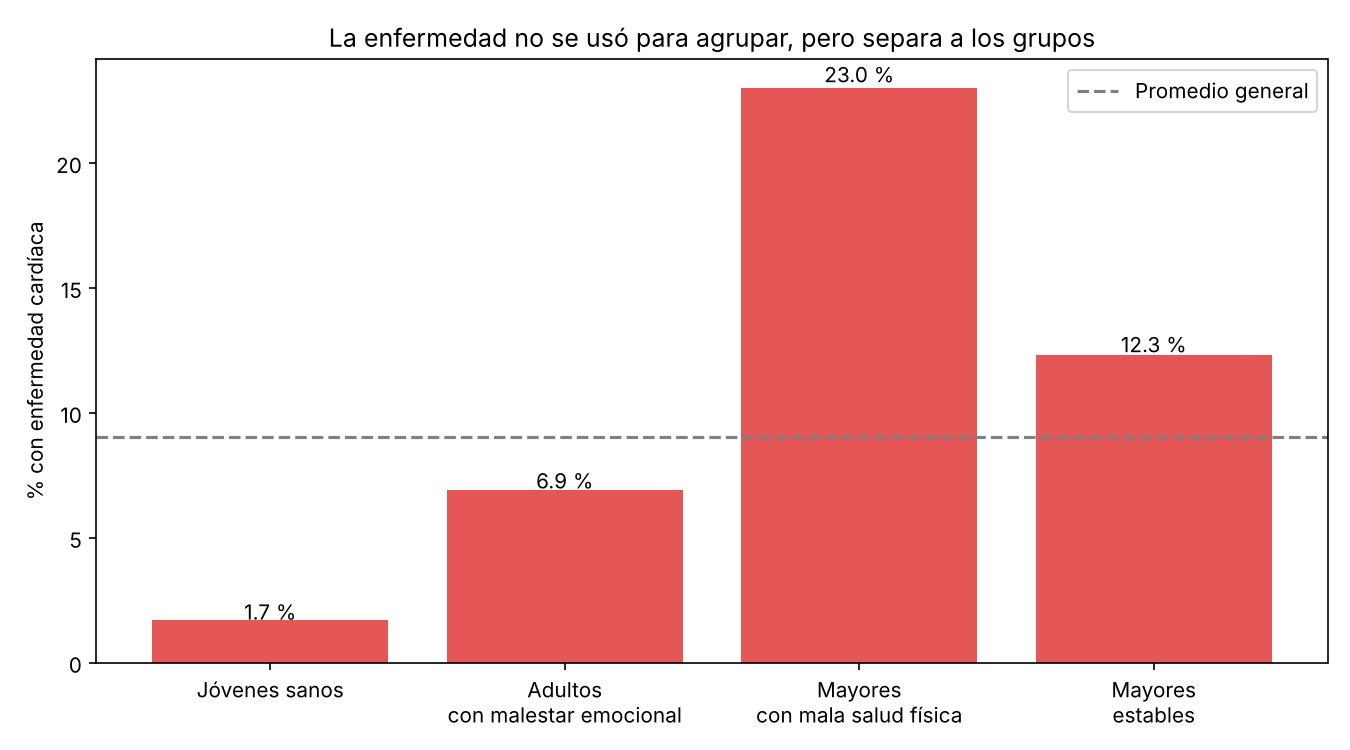 La enfermedad no se usó para agrupar, pero separa a los grupos
23.0 %
Promedio general
20
15
12.3 %
10
6.9 %
5
1.7 %
0
% con enfermedad cardíaca
Jóvenes sanos
Adultos
con malestar emocional
Mayores
con mala salud física
Mayores
estables